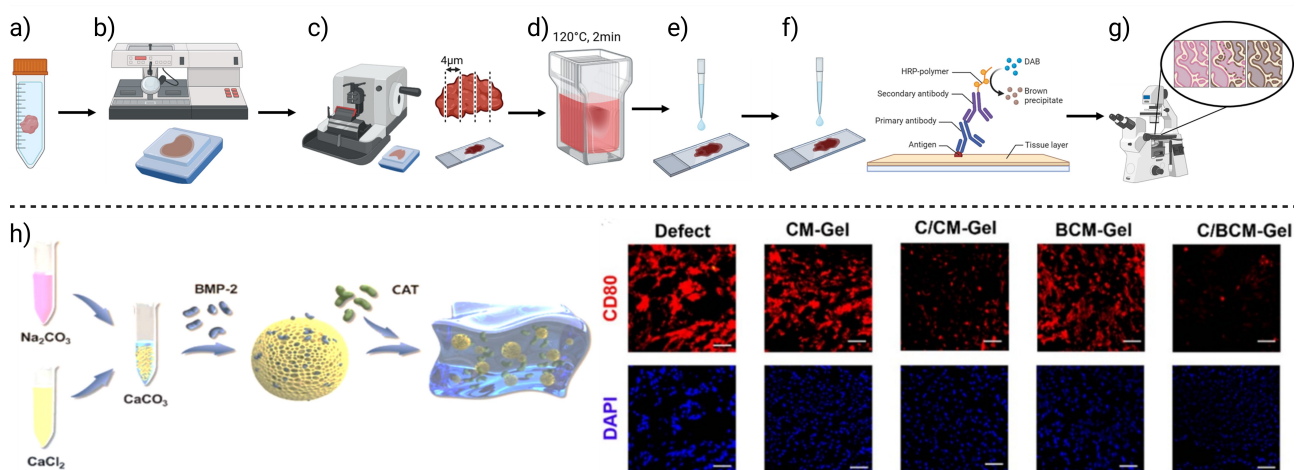 a)
b)
c)
4µm
d)
120°C, 2min
e)
f)
HRP-polymer
DAB
Secondary antibody
Brown
precipitate
Primary antibody
Antigen
Tissue layer
g)
h)
Na₂CO₃
CaCl₂
CaCO₃
BMP-2
CAT
Defect
CM-Gel
C/CM-Gel
BCM-Gel
C/BCM-Gel
CD80
DAPI